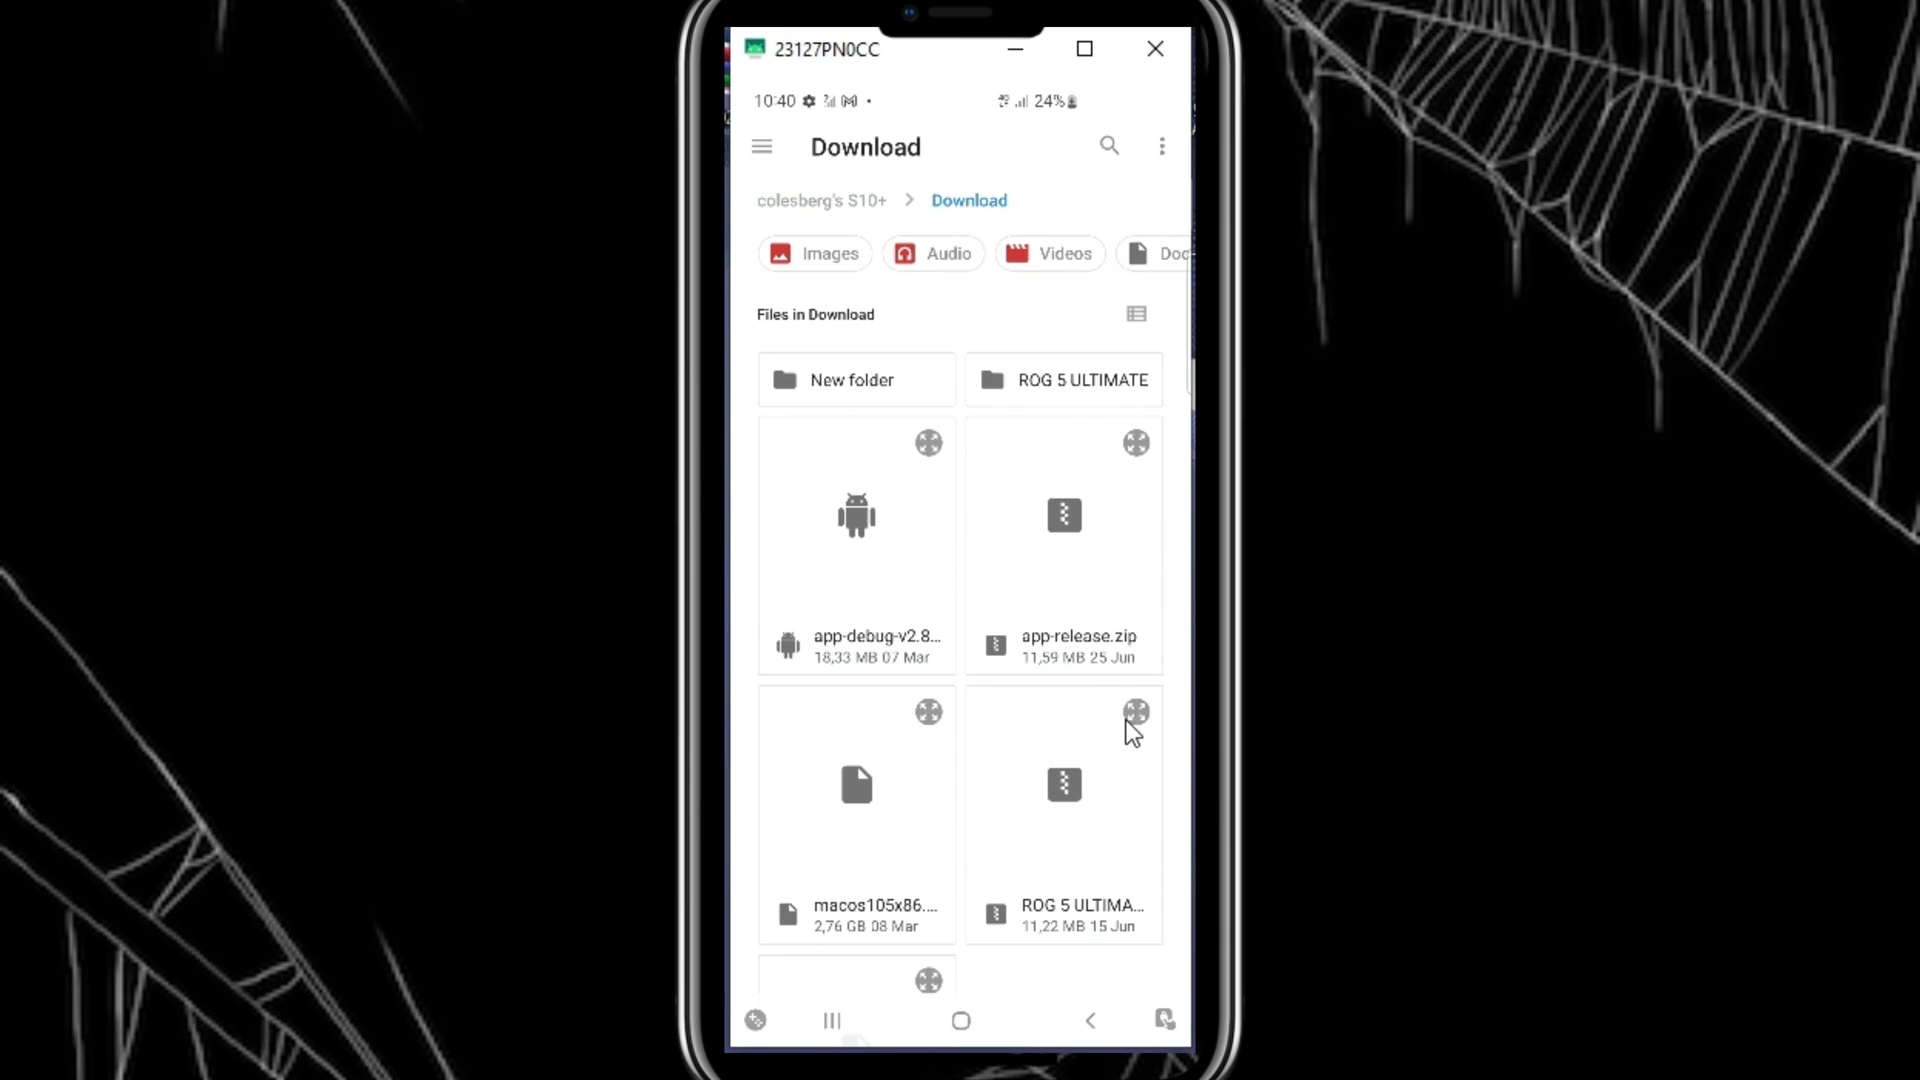 23127PN0CC
10:40
24%
Download
colesberg's S10+ > Download
Images
Audio
Videos
Doc
Files in Download
New folder
ROG 5 ULTIMATE
app-debug-v2.8...
18,33 MB 07 Mar
app-release.zip
11,59 MB 25 Jun
macos105x86....
2,76 GB 08 Mar
ROG 5 ULTIMA...
11,22 MB 15 Jun